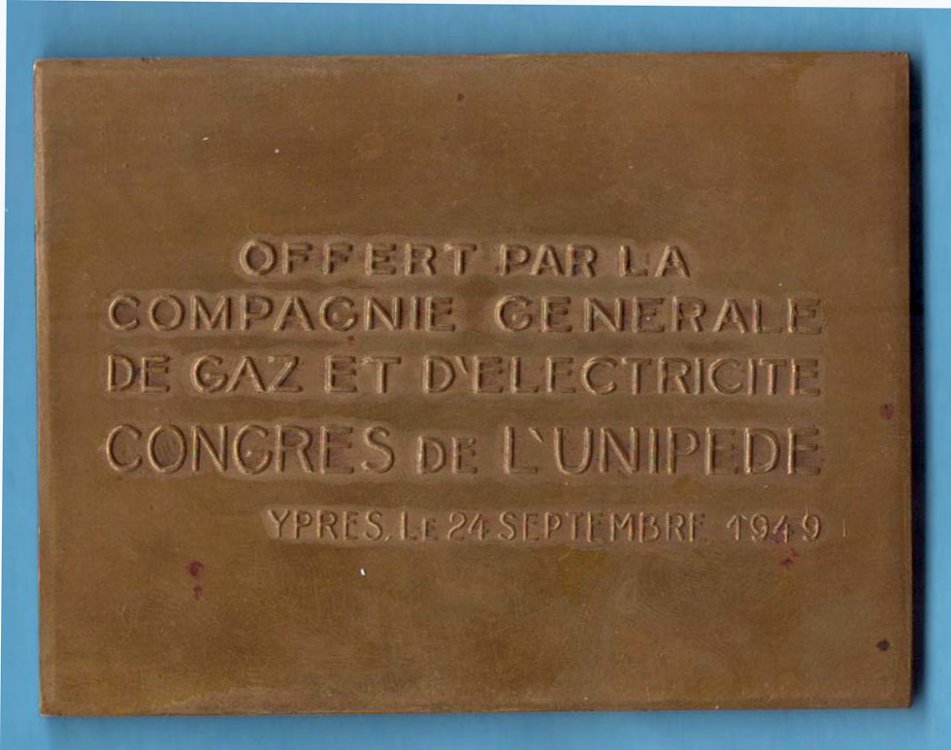 OFFERT PAR LA
COMPAGNIE GENERALE
DE GAZ ET D'ELECTRICITE
CONGRES DE L'UNIPEDE
YPRES, LE 24 SEPTEMBRE 1949